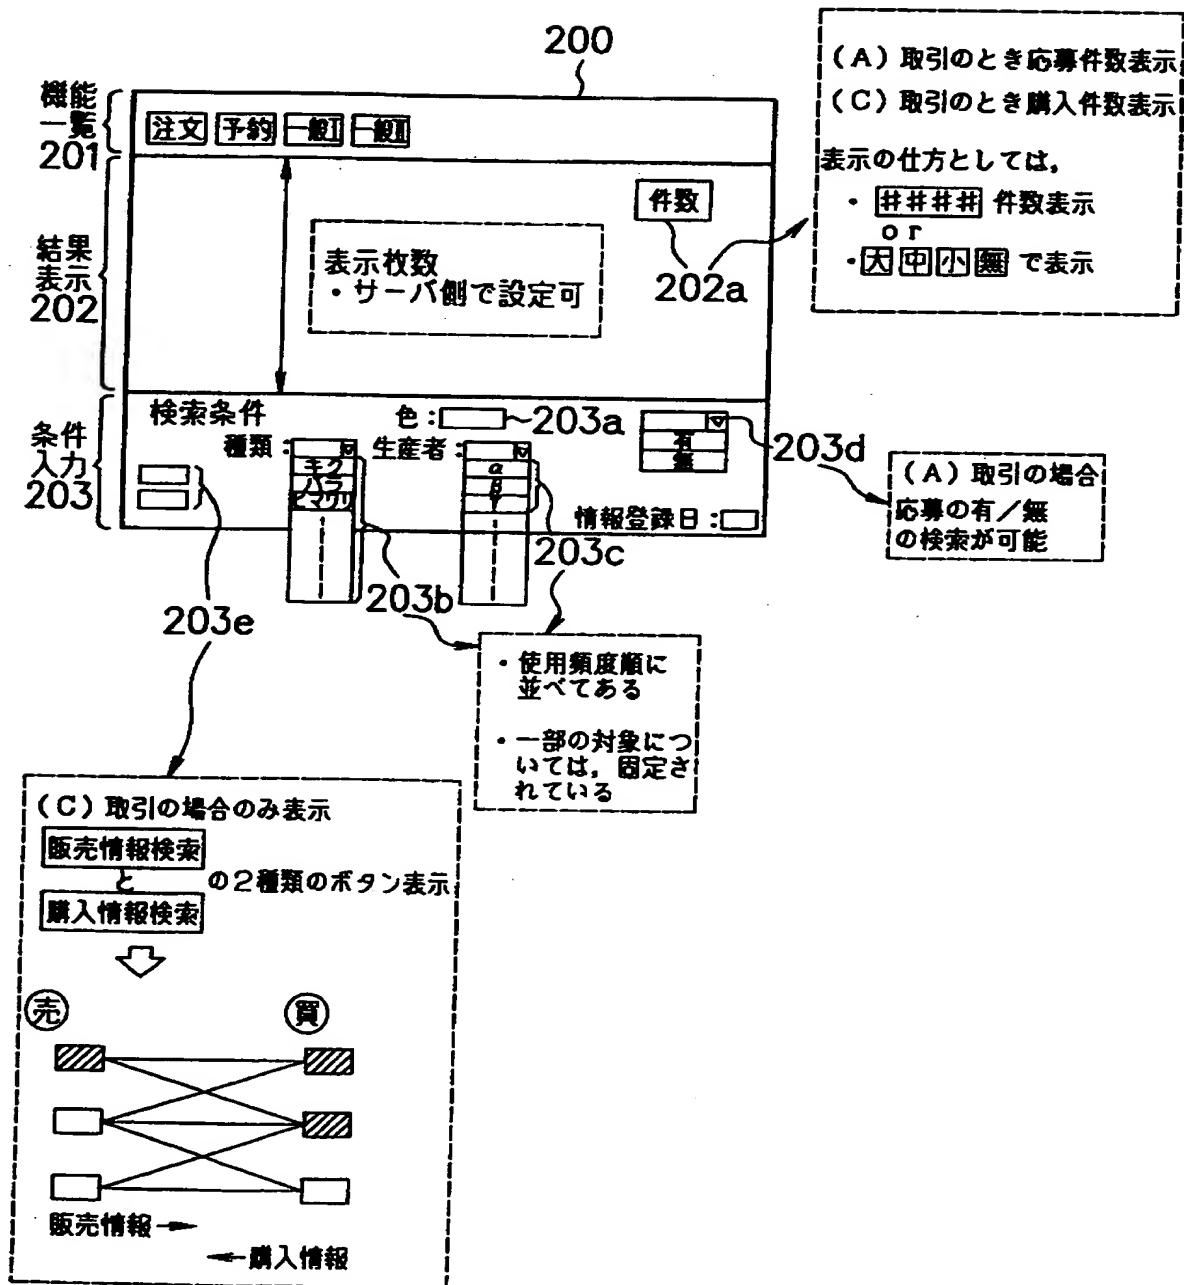 200
機能
一覧
201
注文 予約 一般Ⅰ 一般Ⅱ
結果
表示
202
件数
202a
表示枚数
・サーバ側で設定可
(A)取引のとき応募件数表示
(C)取引のとき購入件数表示
表示の仕方としては,
・####件数表示
or
・大中小無で表示
条件
入力
203
検索条件
色: 203a
種類: 生産者:
キク
バラ
ヒマワリ
α
β
γ
有
無
203d
情報登録日:
(A)取引の場合
応募の有/無
の検索が可能
203c
203b
203e
・使用頻度順に
並べてある
・一部の対象につ
いては,固定さ
れている
(C)取引の場合のみ表示
販売情報検索
と の2種類のボタン表示
購入情報検索
売 買
販売情報→
←購入情報